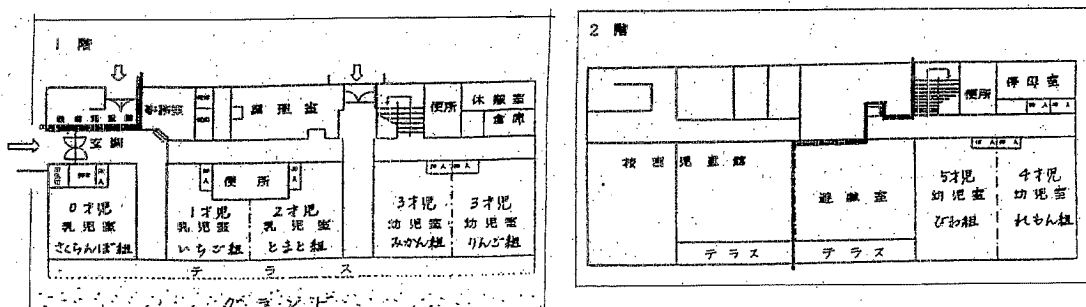 1 階
事務室
調理室
便所
休憩室
倉庫
玄関
便所
0才児
乳児室
さくらんぼ組
1才児
乳児室
いちご組
2才児
乳児室
とまと組
3才児
幼児室
みかん組
3才児
幼児室
りんご組
テラス
グランド
2 階
便所
保母室
児童館
遊戯室
5才児
幼児室
びわ組
4才児
幼児室
れもん組
テラス
テラス